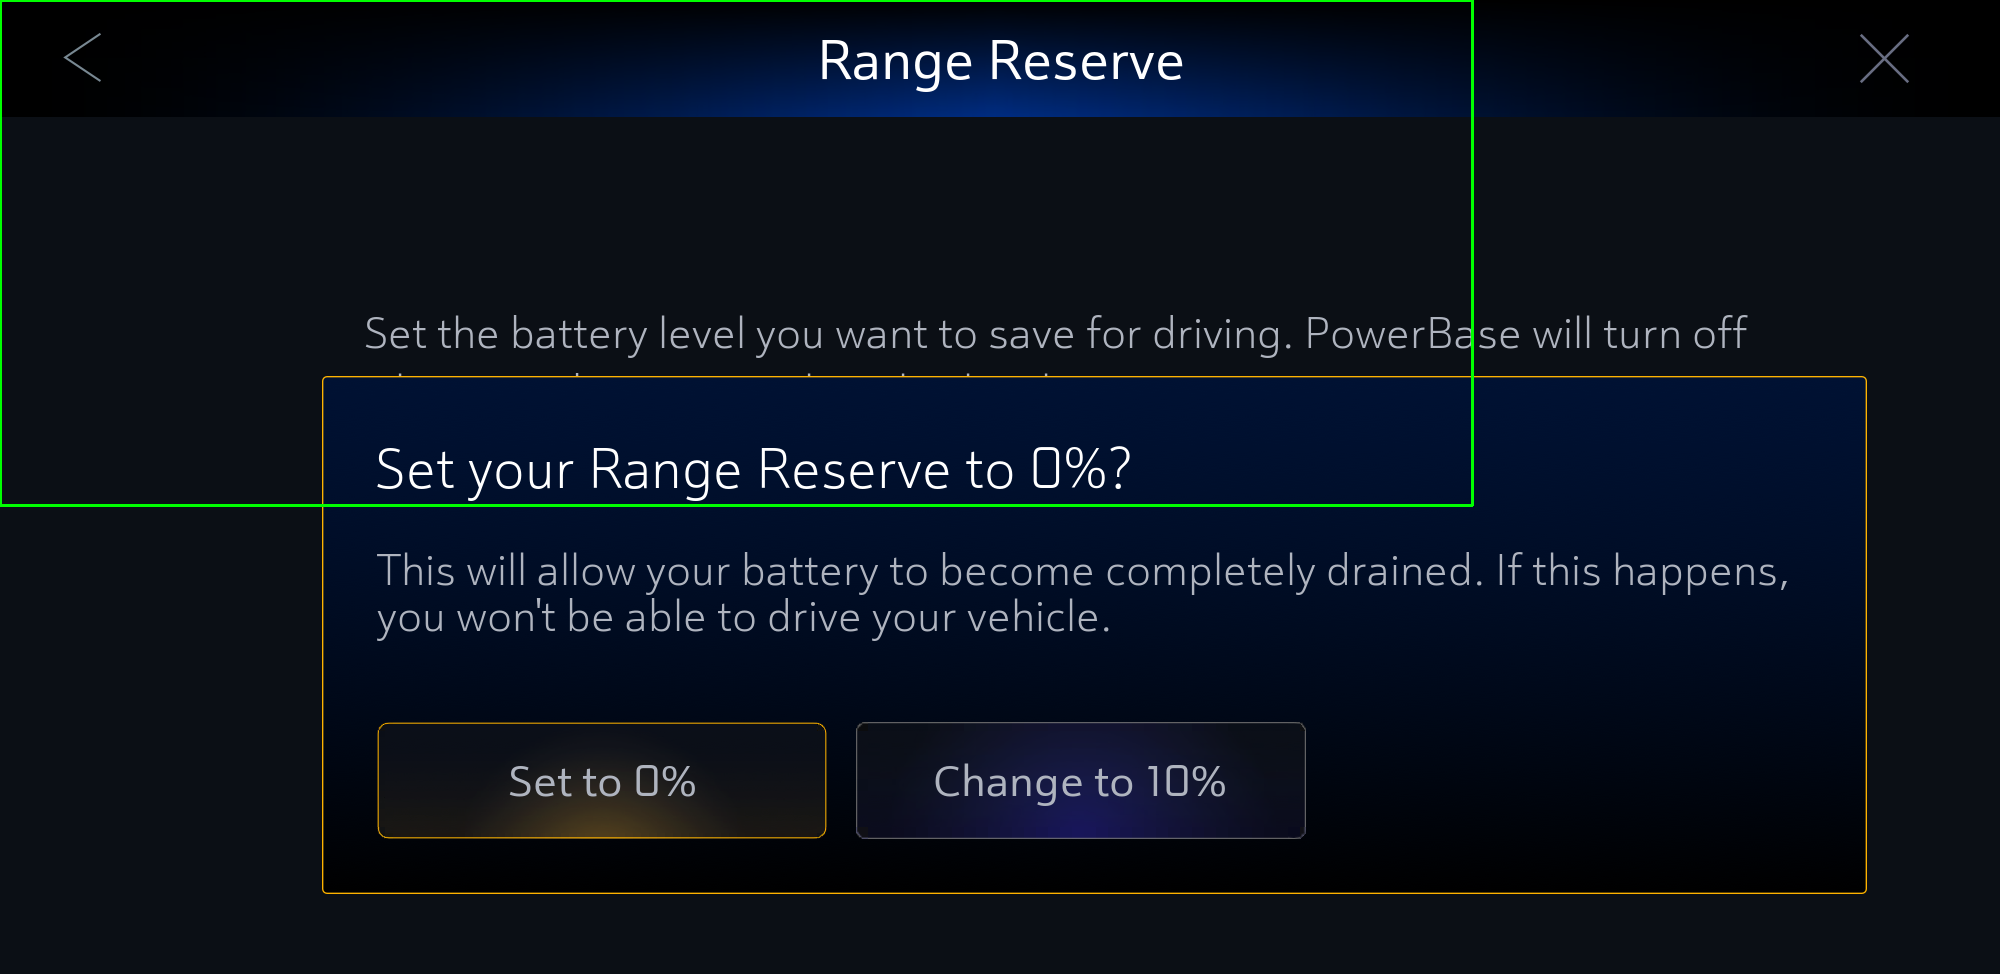 Range Reserve
Set the battery level you want to save for driving. PowerBase will turn off
Set your Range Reserve to 0%?
This will allow your battery to become completely drained. If this happens,
you won't be able to drive your vehicle.
Set to 0%
Change to 10%